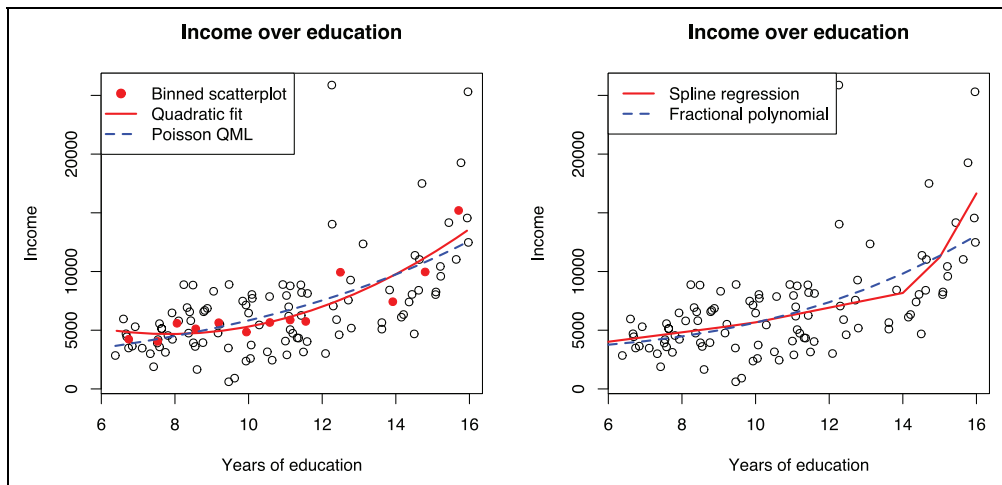 Income over education
Binned scatterplot
Quadratic fit
Poisson QML
Income
0
5000
10000
20000
6
8
10
12
14
16
Years of education
Income over education
Spline regression
Fractional polynomial
Income
0
5000
10000
20000
6
8
10
12
14
16
Years of education